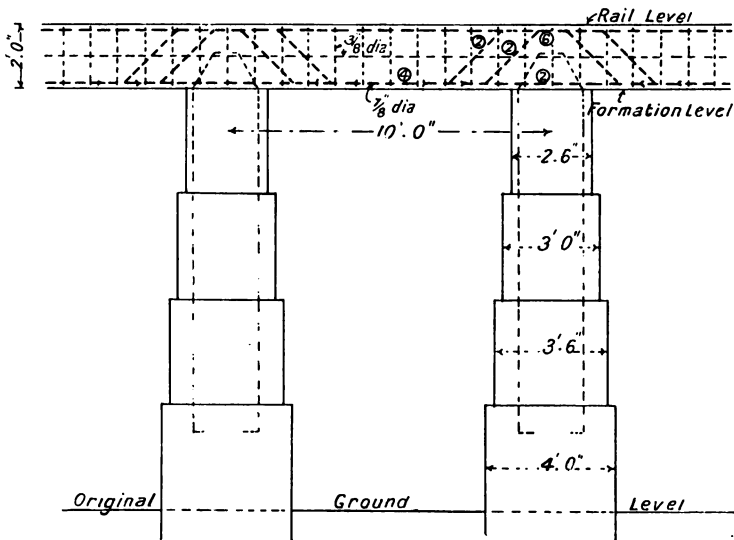 Rail Level
2'.0"
3/8" dia
② ② ⑥
④ ②
7/8" dia
Formation Level
10'.0"
2.6"
3'0"
3'.6"
4'.0"
Original Ground Level